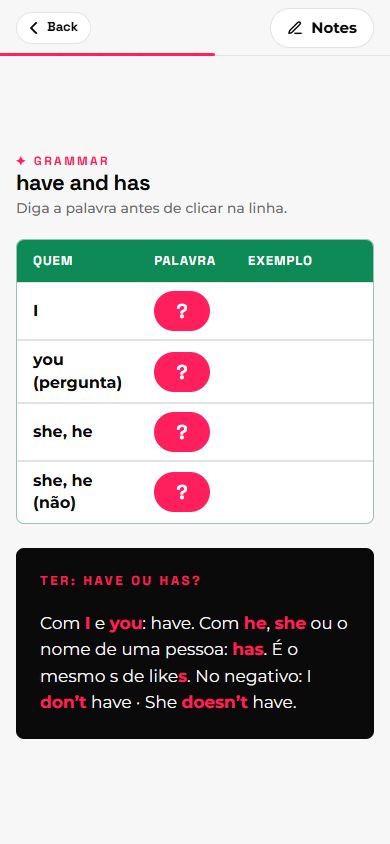 Back
Notes
GRAMMAR
have and has
Diga a palavra antes de clicar na linha.
QUEM PALAVRA EXEMPLO
I ?
you
(pergunta) ?
she, he ?
she, he
(não) ?
TER: HAVE OU HAS?
Com I e you: have. Com he, she ou o
nome de uma pessoa: has. É o
mesmo s de likes. No negativo: I
don’t have · She doesn’t have.